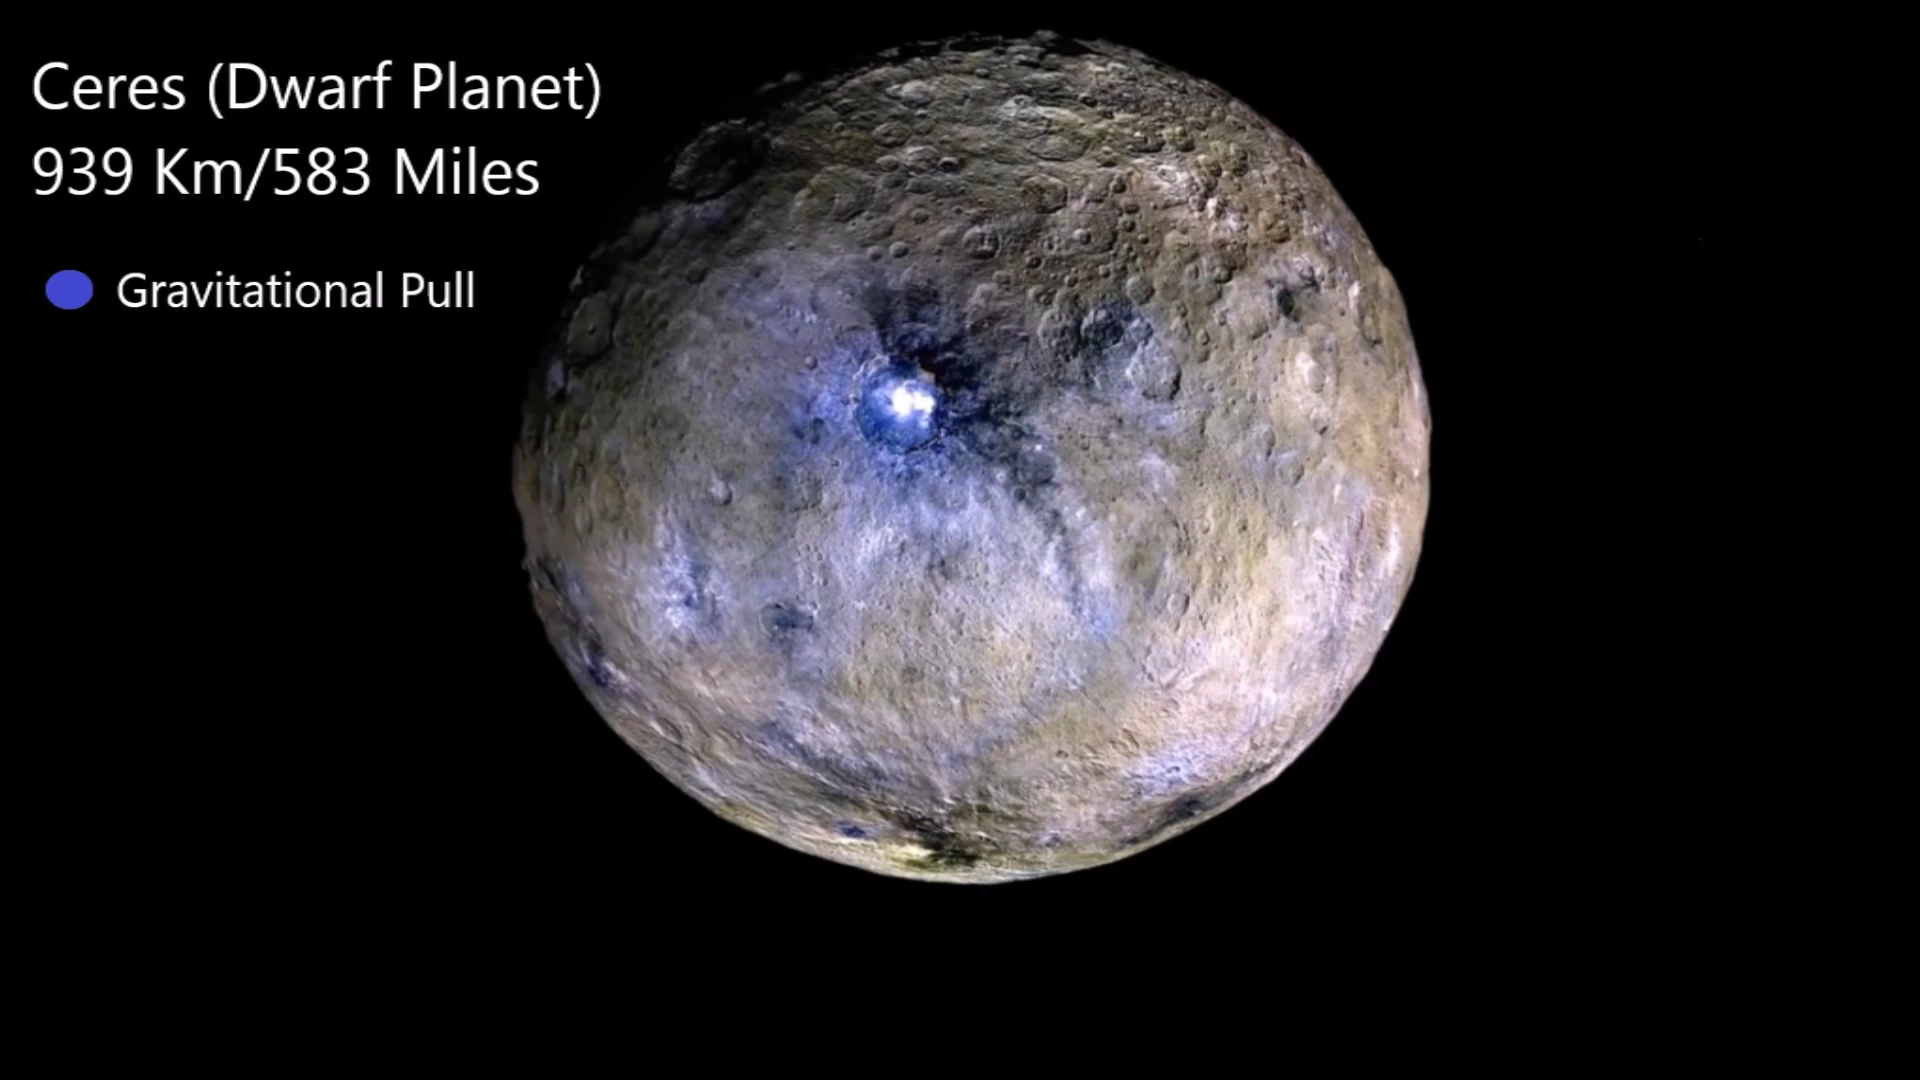 Ceres (Dwarf Planet)
939 Km/583 Miles
Gravitational Pull